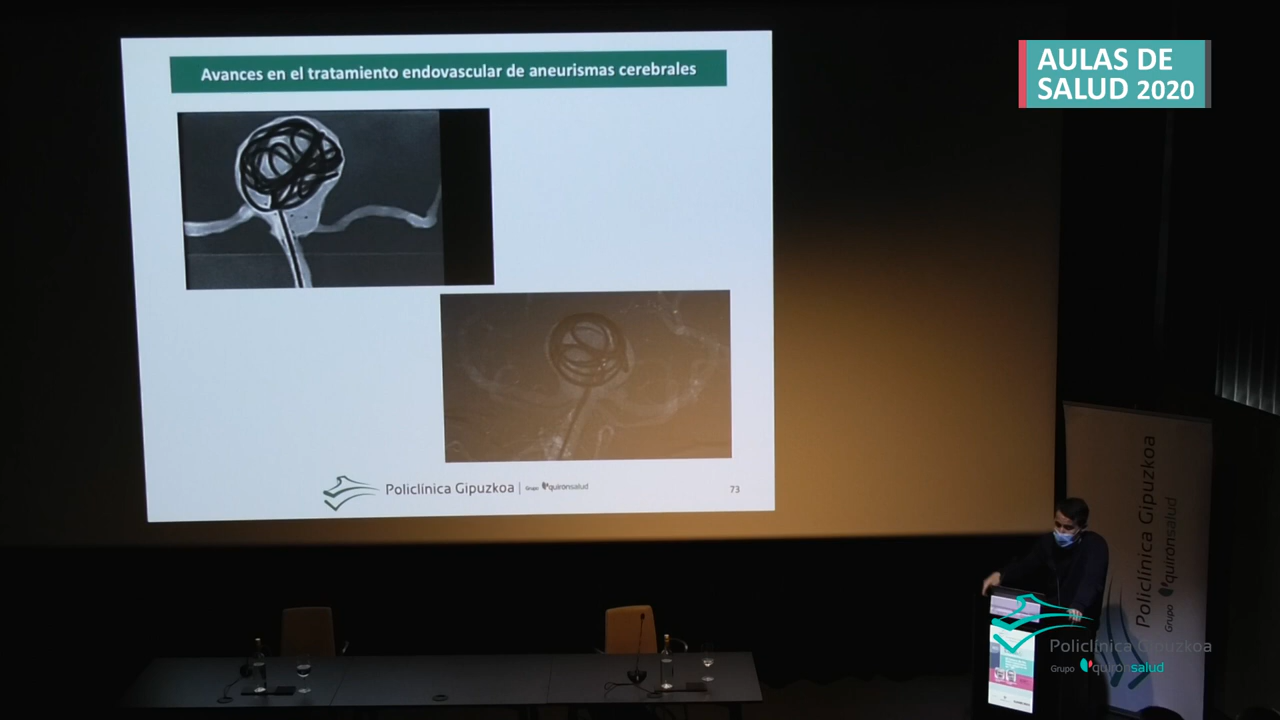 Avances en el tratamiento endovascular de aneurismas cerebrales
AULAS DE
SALUD 2020
Policlínica Gipuzkoa
Grupo quironsalud
73
Policlínica Gipuzkoa
Grupo quironsalud
Policlínica Gipuzkoa
Grupo quironsalud